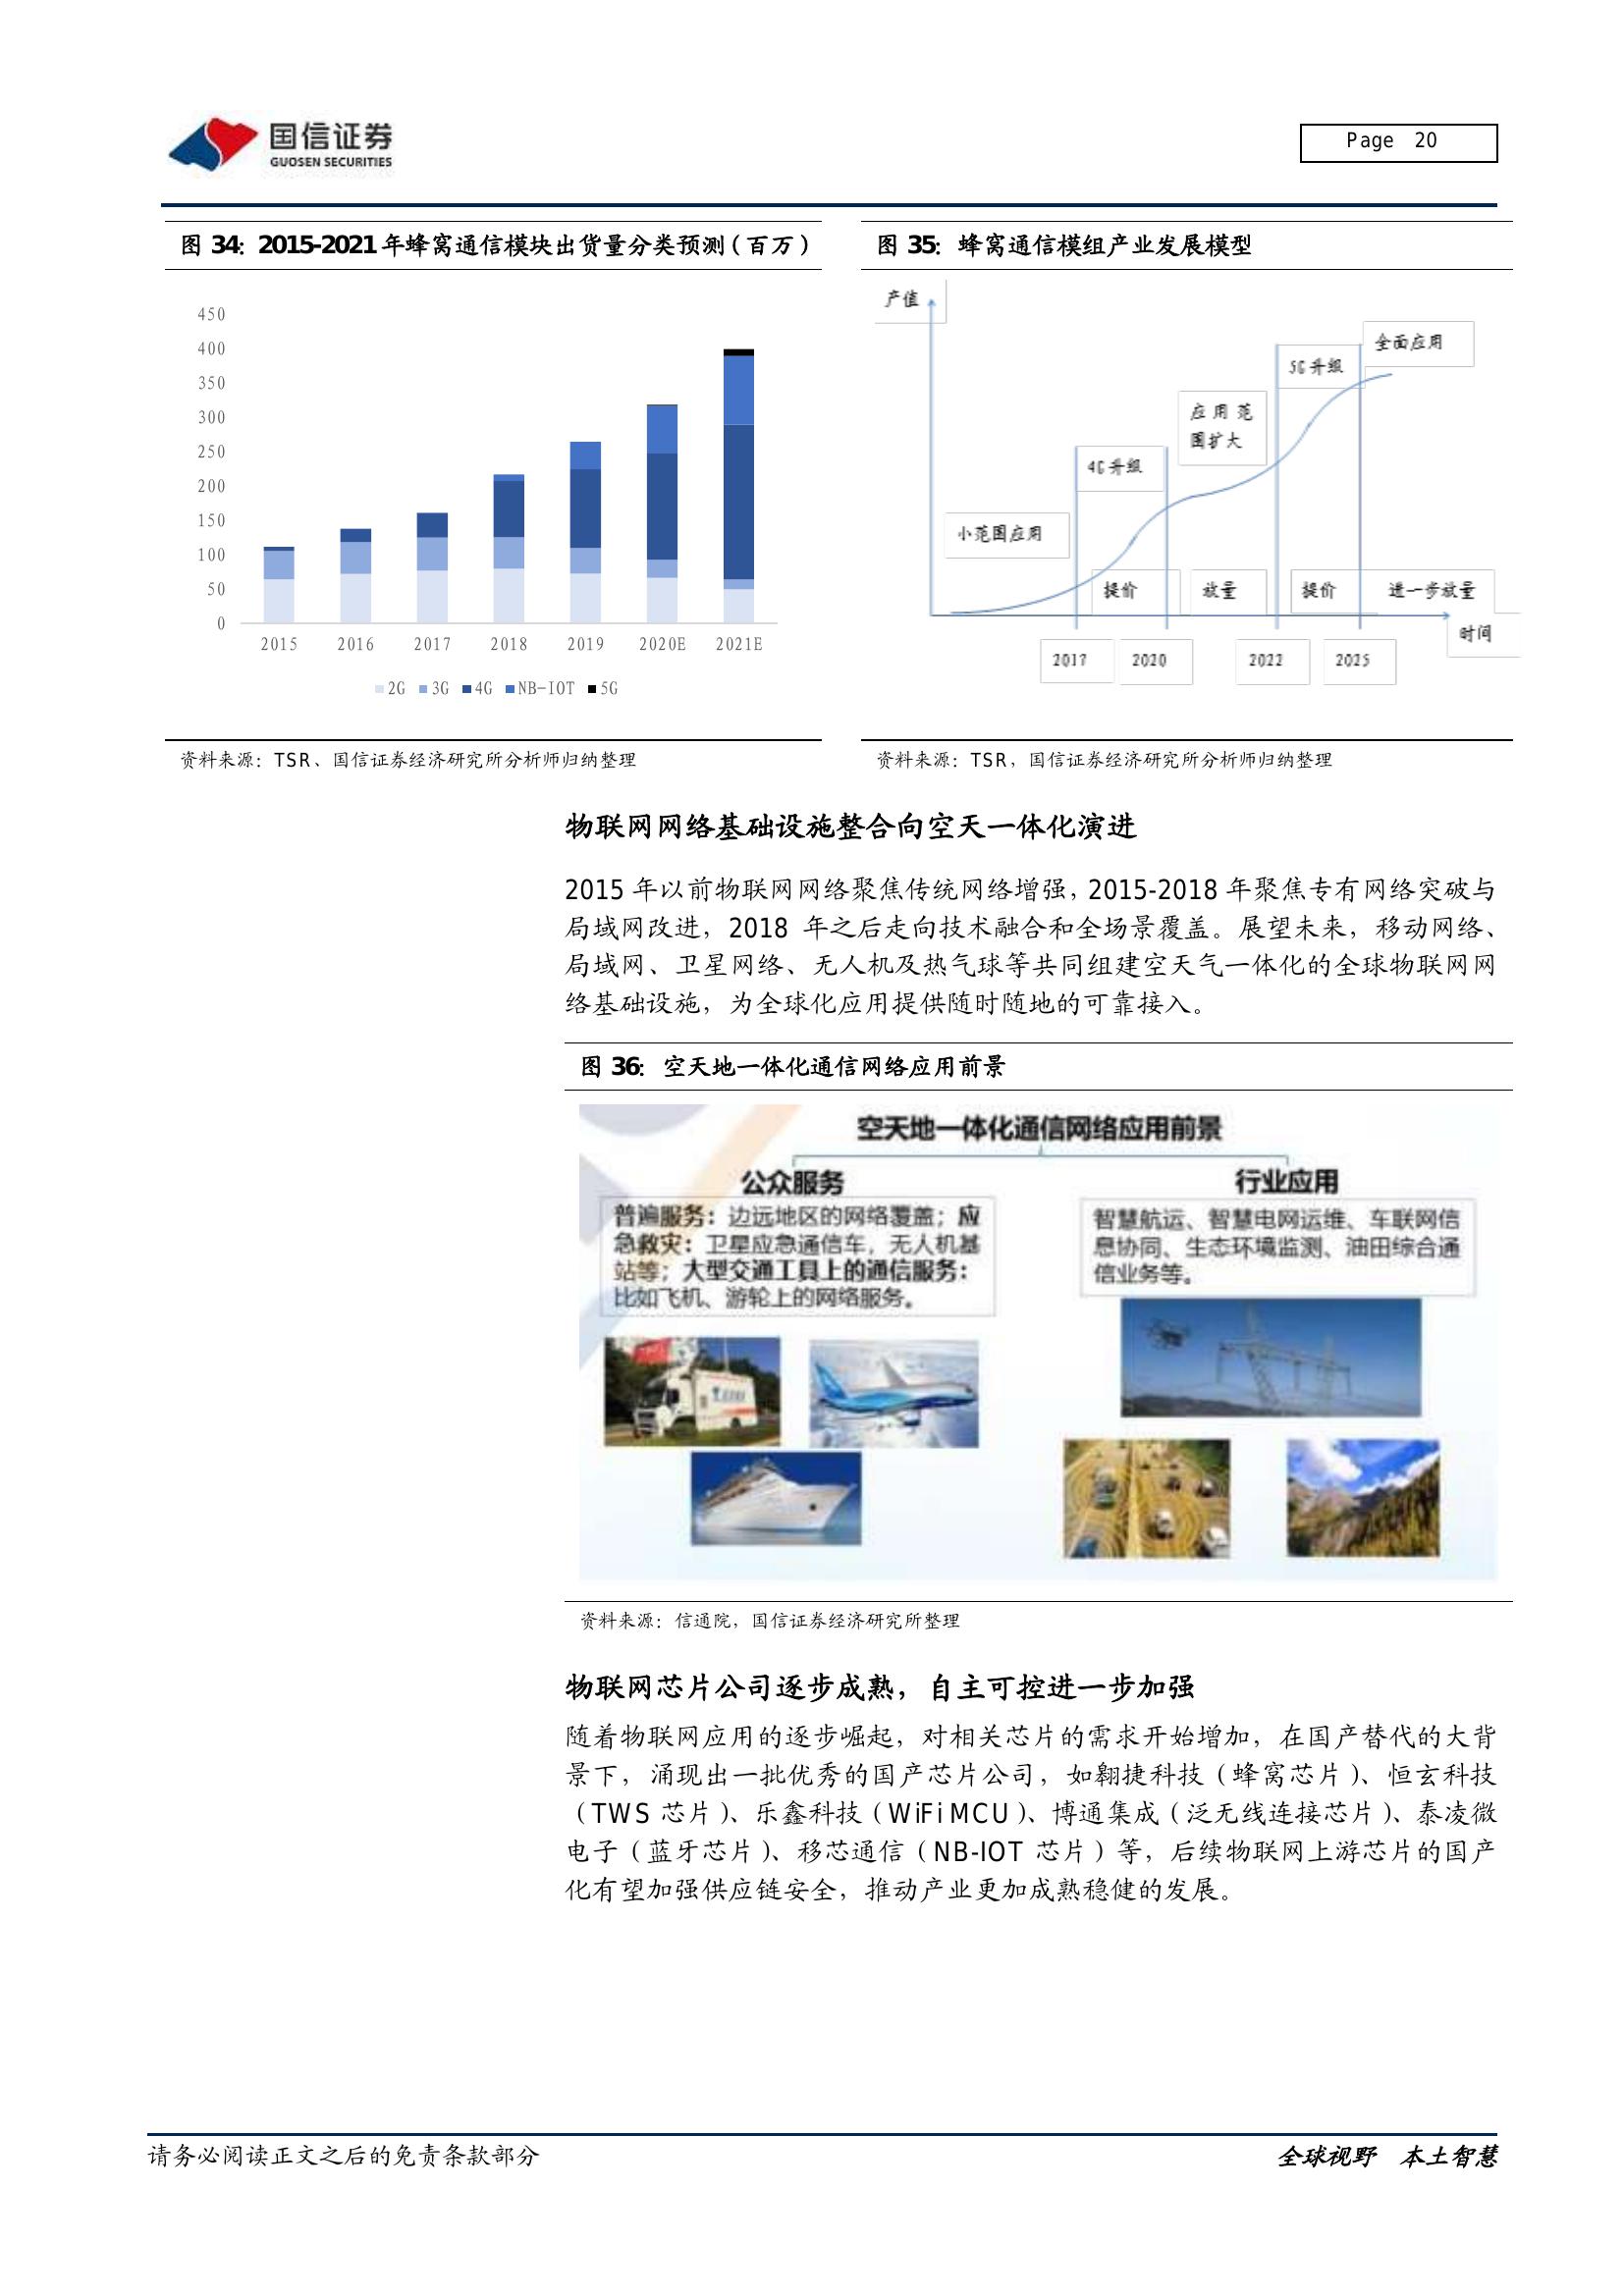 国信证券
GUOSEN SECURITIES
Page 20
图 34：2015-2021 年蜂窝通信模块出货量分类预测（百万）
450
400
350
300
250
200
150
100
50
0
2015 2016 2017 2018 2019 2020E 2021E
2G 3G 4G NB-IOT 5G
资料来源：TSR、国信证券经济研究所分析师归纳整理
图 35：蜂窝通信模组产业发展模型
产值
全面应用
5G 升级
应用范
围扩大
4G 升级
小范围应用
提价 放量 提价 进一步放量
时间
2017 2020 2022 2025
资料来源：TSR，国信证券经济研究所分析师归纳整理
物联网网络基础设施整合向空天一体化演进
2015 年以前物联网网络聚焦传统网络增强，2015-2018 年聚焦专有网络突破与
局域网改进，2018 年之后走向技术融合和全场景覆盖。展望未来，移动网络、
局域网、卫星网络、无人机及热气球等共同组建空天气一体化的全球物联网网
络基础设施，为全球化应用提供随时随地的可靠接入。
图 36：空天地一体化通信网络应用前景
空天地一体化通信网络应用前景
公众服务
普遍服务：边远地区的网络覆盖；应
急救灾：卫星应急通信车，无人机基
站等；大型交通工具上的通信服务：
比如飞机、游轮上的网络服务。
行业应用
智慧航运、智慧电网运维、车联网信
息协同、生态环境监测、油田综合通
信业务等。
资料来源：信通院，国信证券经济研究所整理
物联网芯片公司逐步成熟，自主可控进一步加强
随着物联网应用的逐步崛起，对相关芯片的需求开始增加，在国产替代的大背
景下，涌现出一批优秀的国产芯片公司，如翱捷科技（蜂窝芯片）、恒玄科技
（TWS 芯片）、乐鑫科技（WiFi MCU）、博通集成（泛无线连接芯片）、泰凌微
电子（蓝牙芯片）、移芯通信（NB-IOT 芯片）等，后续物联网上游芯片的国产
化有望加强供应链安全，推动产业更加成熟稳健的发展。
请务必阅读正文之后的免责条款部分
全球视野 本土智慧